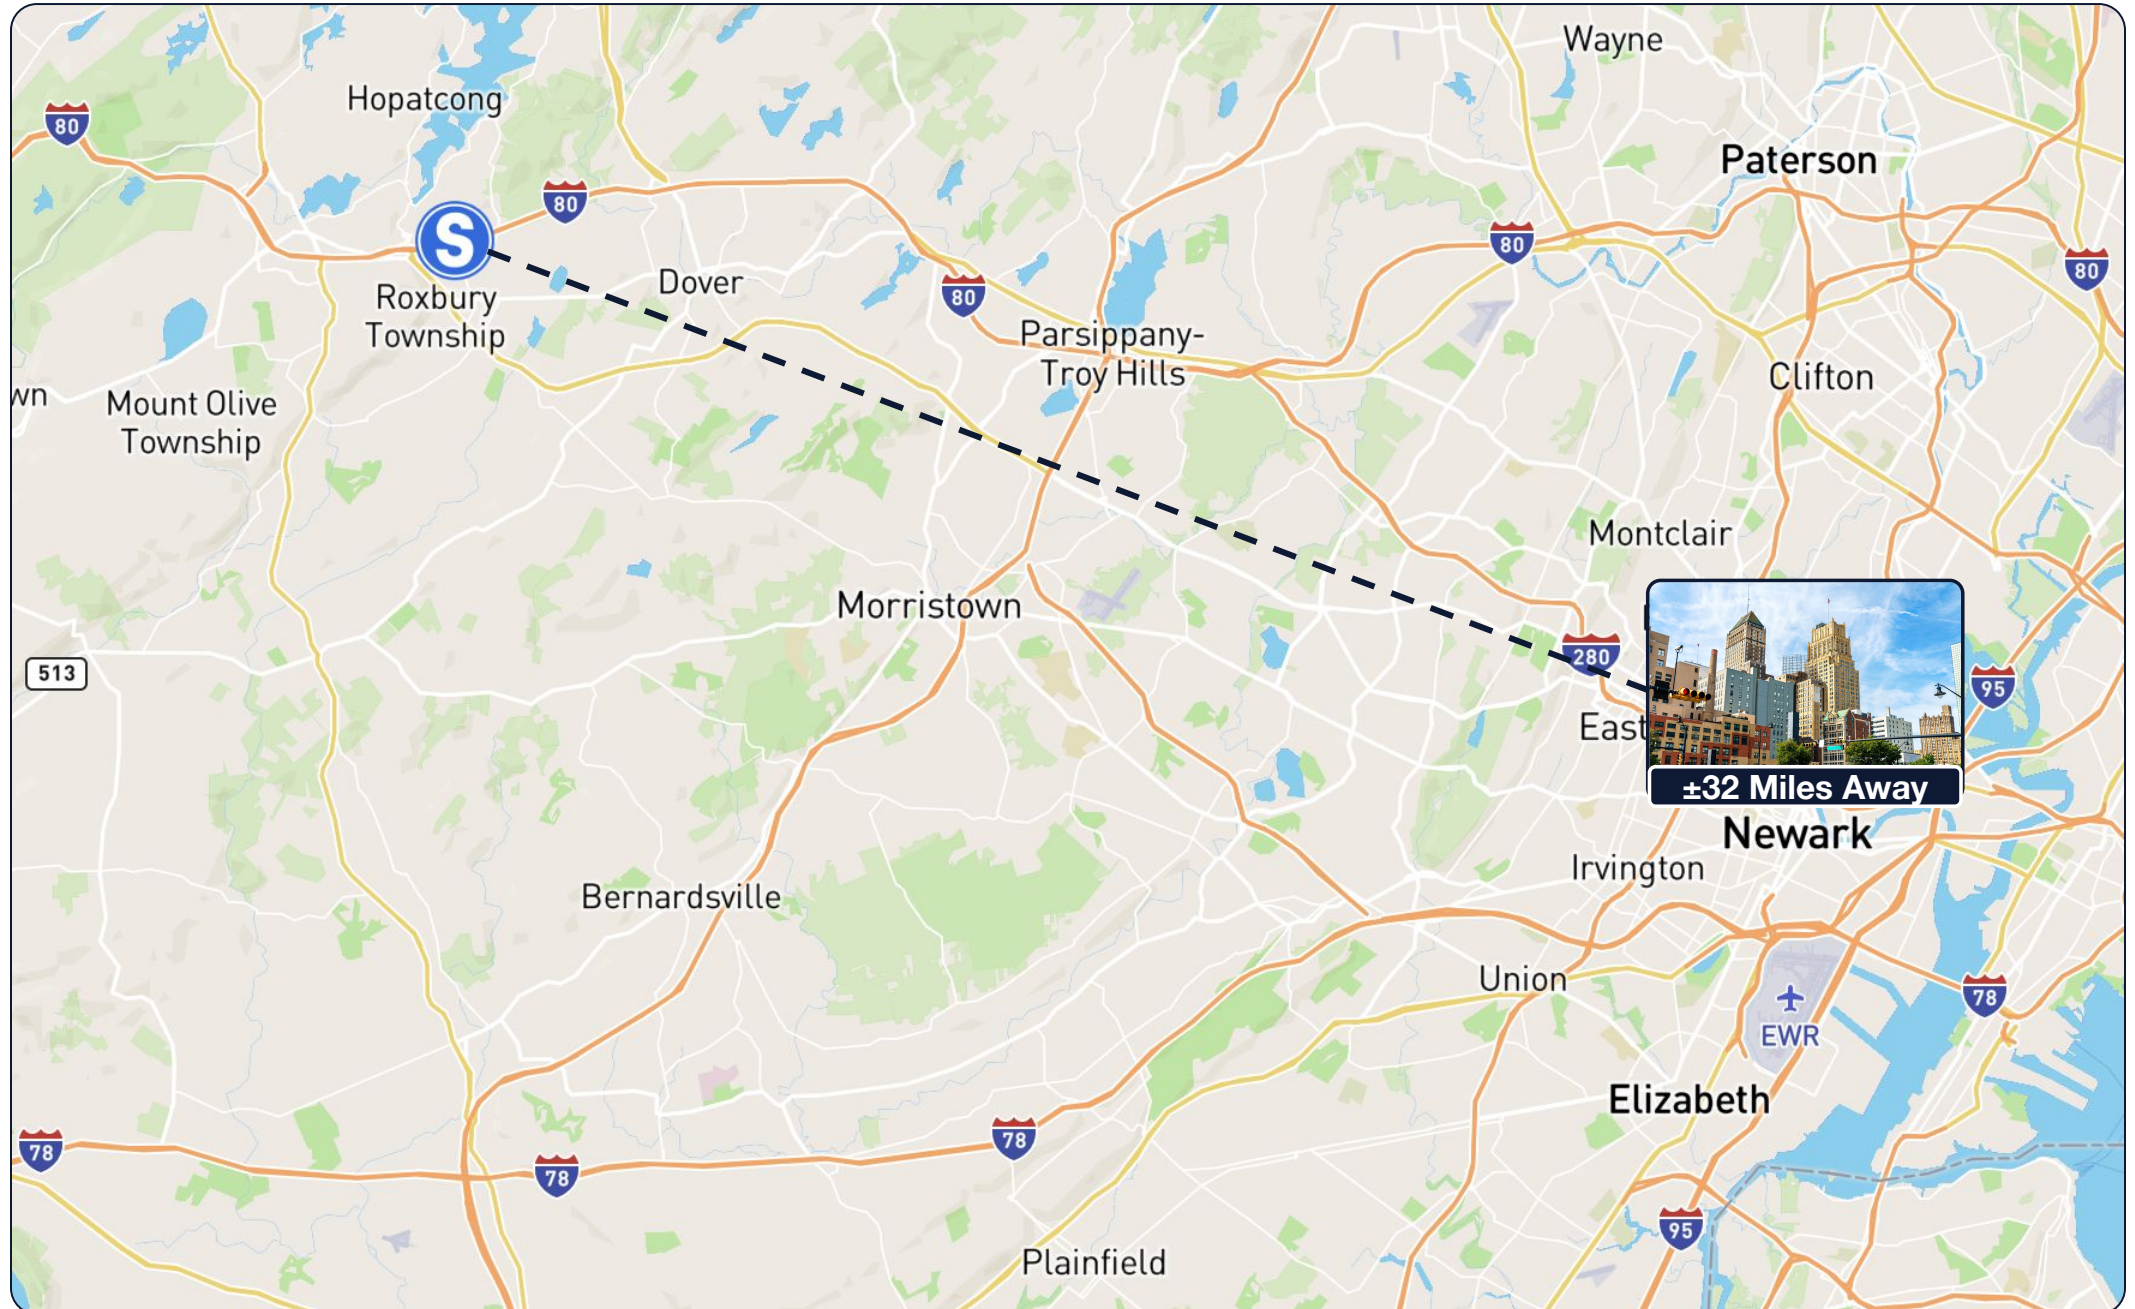 Wayne
Hopatcong
80
Paterson
80
S
80
80
80
Dover
Roxbury
Township
Parsippany-
Troy Hills
Clifton
wn
Mount Olive
Township
Montclair
Morristown
280
513
95
East
±32 Miles Away
Newark
Irvington
Bernardsville
Union
78
EWR
Elizabeth
78
78
78
95
Plainfield